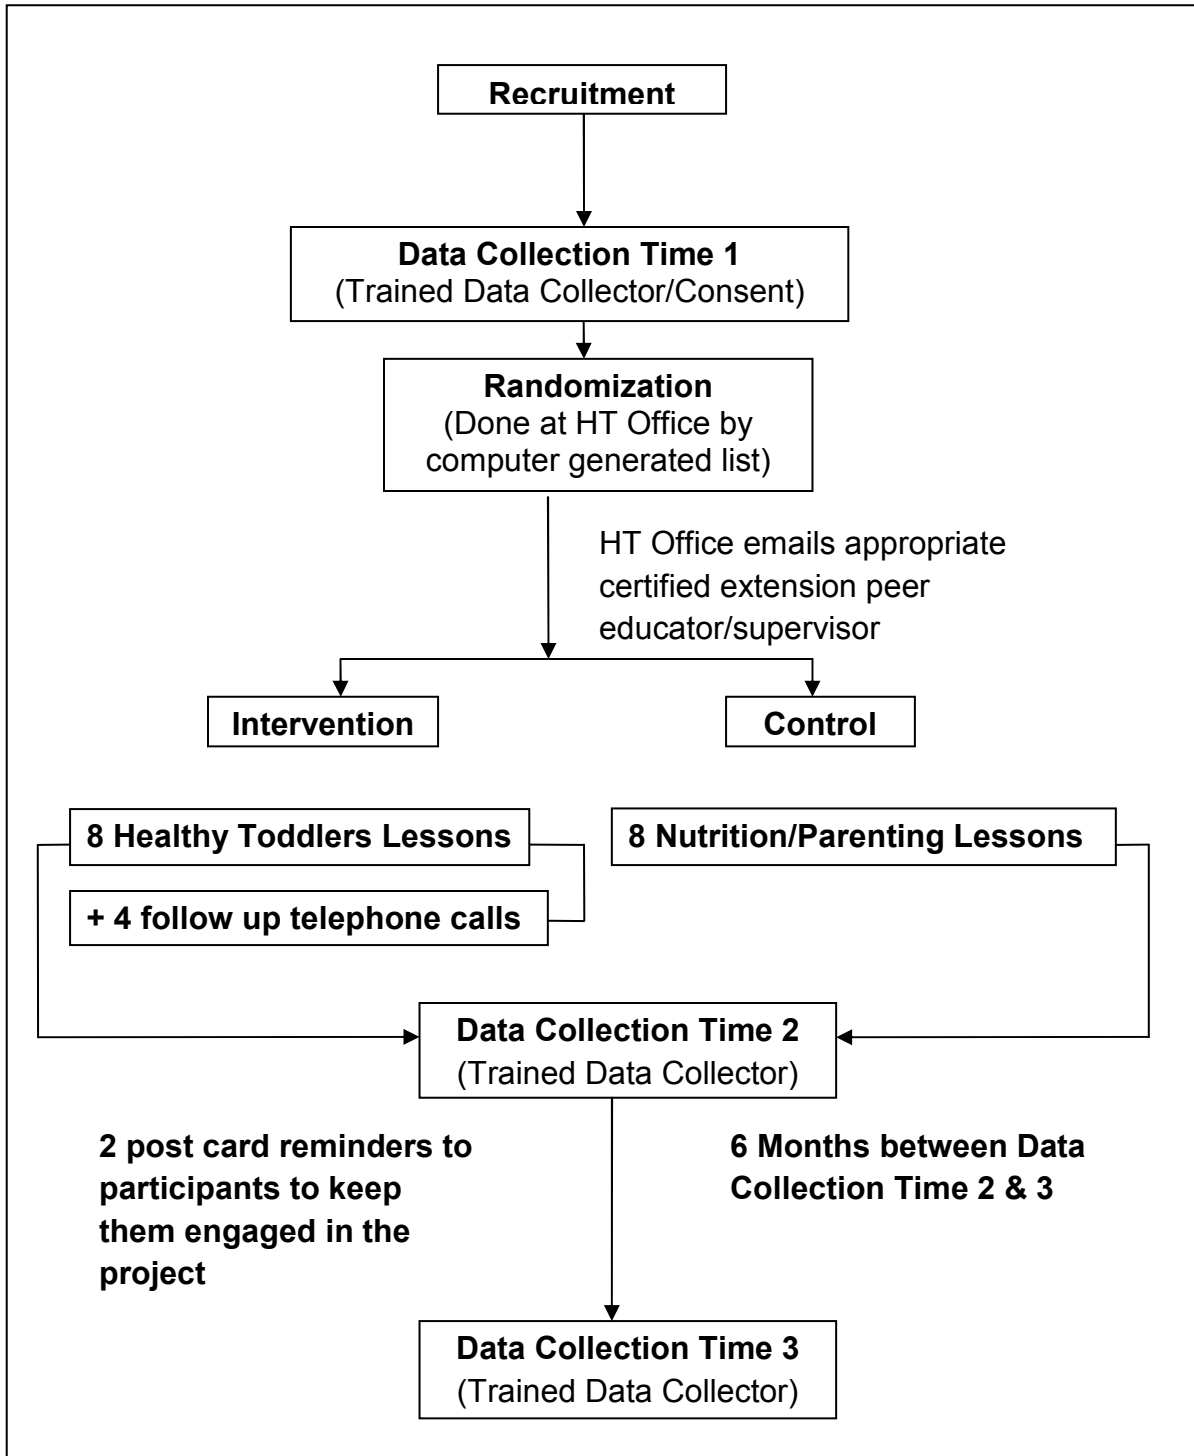 Recruitment
Data Collection Time 1
(Trained Data Collector/Consent)
Randomization
(Done at HT Office by
computer generated list)
HT Office emails appropriate
certified extension peer
educator/supervisor
Intervention
Control
8 Healthy Toddlers Lessons
+ 4 follow up telephone calls
8 Nutrition/Parenting Lessons
Data Collection Time 2
(Trained Data Collector)
2 post card reminders to
participants to keep
them engaged in the
project
6 Months between Data
Collection Time 2 & 3
Data Collection Time 3
(Trained Data Collector)